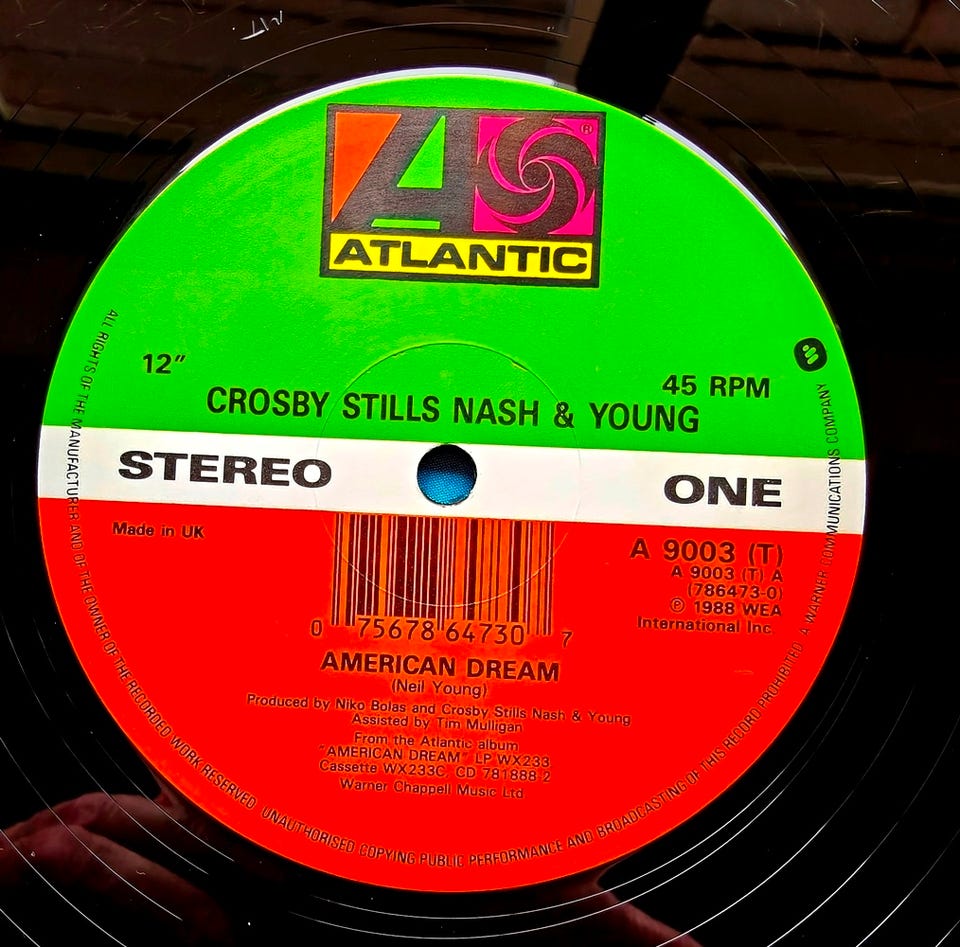 A
®
ATLANTIC
12"
45 RPM
CROSBY STILLS NASH & YOUNG
STEREO
ONE
Made in UK
A 9003 (T)
A 9003 (T) A
(786473-0)
℗ 1988 WEA
International Inc.
0 75678 64730 7
AMERICAN DREAM
(Neil Young)
Produced by Niko Bolas and Crosby Stills Nash & Young
Assisted by Tim Mulligan
From the Atlantic album
"AMERICAN DREAM" LP WX233
Cassette WX233C, CD 781888-2
Warner Chappell Music Ltd
ALL RIGHTS OF THE MANUFACTURER AND OF THE OWNER OF THE RECORDED WORK RESERVED UNAUTHORISED COPYING PUBLIC PERFORMANCE AND BROADCASTING OF THIS RECORD PROHIBITED A WARNER COMMUNICATIONS COMPANY